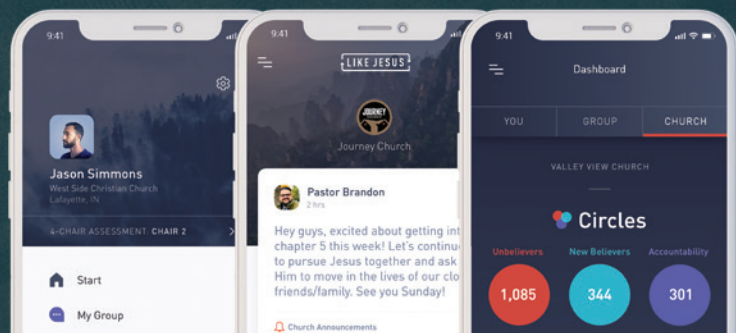 9:41
Jason Simmons
West Side Christian Church
Lafayette, IN
4-CHAIR ASSESSMENT: CHAIR 2
Start
My Group
9:41
LIKE JESUS
JOURNEY
Journey Church
Pastor Brandon
2 hrs
Hey guys, excited about getting int
chapter 5 this week! Let's continu
to pursue Jesus together and ask
Him to move in the lives of our clo
friends/family. See you Sunday!
Church Announcements
9:41
Dashboard
YOU GROUP CHURCH
VALLEY VIEW CHURCH
Circles
Unbelievers New Believers Accountability
1,085 344 301